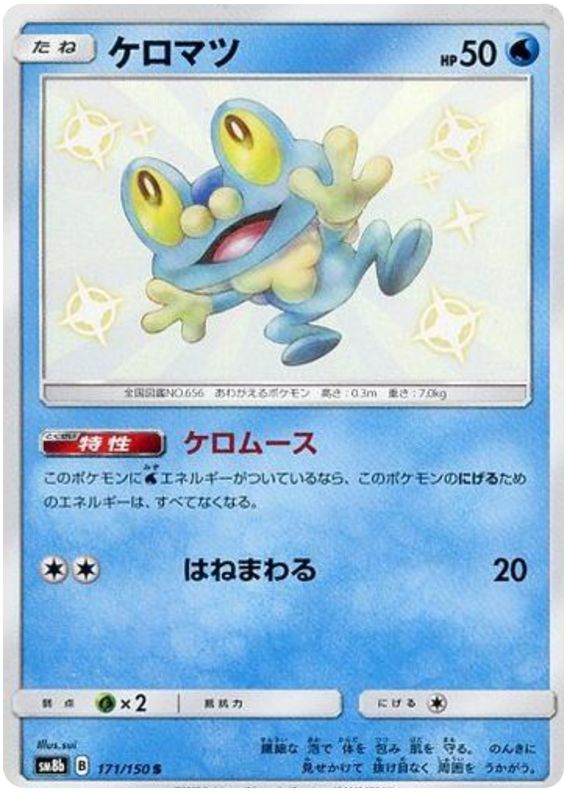 たね ケロマツ HP50
全国図鑑NO.656 あわがえるポケモン 高さ：0.3m 重さ：7.0kg
とくせい 特性 ケロムース
このポケモンに エネルギーがついているなら、このポケモンのにげるため
のエネルギーは、すべてなくなる。
はねまわる 20
弱点 ×2 抵抗力 にげる
Illus.sui
SM8b B 171/150 S
繊細な 泡で 体を 包み 肌を 守る。 のんきに
見せかけて 抜け目なく 周囲を うかがう。